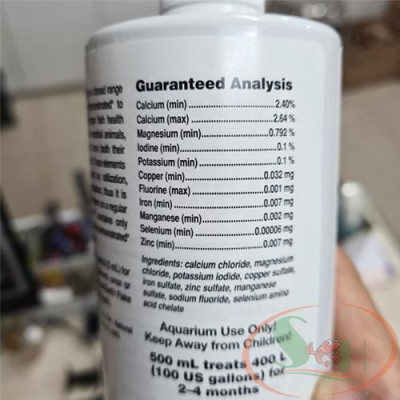 Guaranteed Analysis
Calcium (min) 2.40%
Calcium (max) 2.64 %
Magnesium (min) 0.792 %
Iodine (min) 0.1 %
Potassium (min) 0.1 %
Copper (min) 0.032 mg
Fluorine (max) 0.001 mg
Iron (min) 0.007 mg
Manganese (min) 0.002 mg
Selenium (min) 0.00006 mg
Zinc (min) 0.007 mg
Ingredients: calcium chloride, magnesium
chloride, potassium iodide, copper sulfate,
iron sulfate, zinc sulfate, manganese
sulfate, sodium fluoride, selenium amino
acid chelate
Aquarium Use Only!
Keep Away from Children!
500 mL treats 400 L
(100 US gallons) for
2-4 months